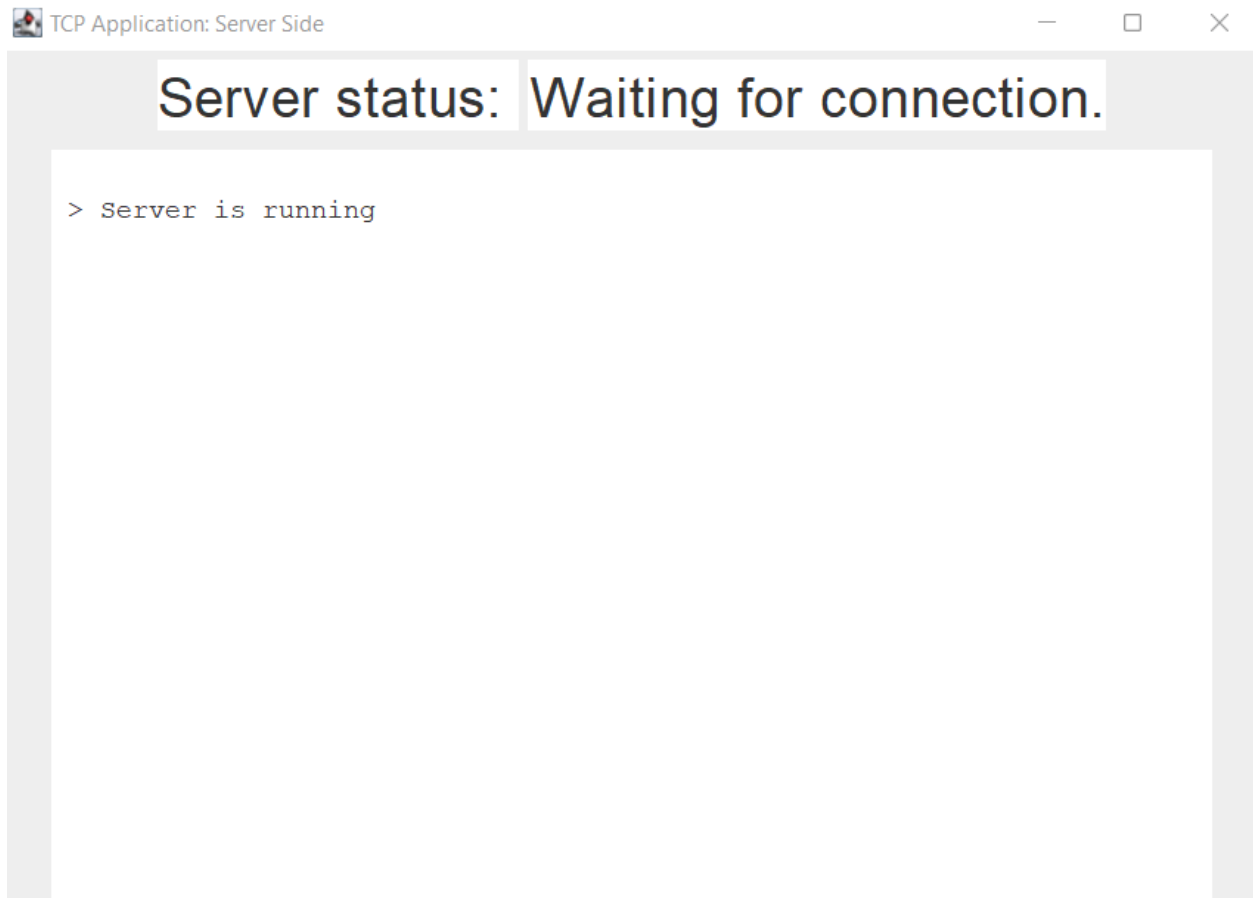 TCP Application: Server Side
Server status: Waiting for connection.
> Server is running